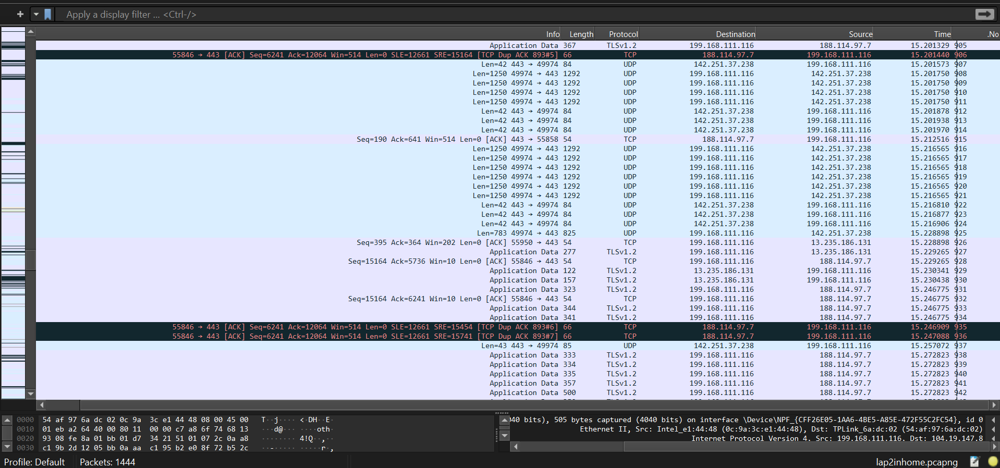 Apply a display filter … <Ctrl-/>
Info Length Protocol Destination Source Time .No
Application Data 367 TLSv1.2 199.168.111.116 188.114.97.7 15.201329 905
55846 → 443 [ACK] Seq=6241 Ack=12064 Win=514 Len=0 SLE=12661 SRE=15164 [TCP Dup ACK 893#5] 66 TCP 188.114.97.7 199.168.111.116 15.201440 906
Len=42 443 → 49974 84 UDP 142.251.37.238 199.168.111.116 15.201573 907
Len=1250 49974 → 443 1292 UDP 199.168.111.116 142.251.37.238 15.201750 908
Len=1250 49974 → 443 1292 UDP 199.168.111.116 142.251.37.238 15.201750 909
Len=1250 49974 → 443 1292 UDP 199.168.111.116 142.251.37.238 15.201750 910
Len=1250 49974 → 443 1292 UDP 199.168.111.116 142.251.37.238 15.201750 911
Len=42 443 → 49974 84 UDP 142.251.37.238 199.168.111.116 15.201878 912
Len=42 443 → 49974 84 UDP 142.251.37.238 199.168.111.116 15.201938 913
Len=42 443 → 49974 84 UDP 142.251.37.238 199.168.111.116 15.201970 914
Seq=190 Ack=641 Win=514 Len=0 [ACK] 443 → 55858 54 TCP 188.114.97.7 199.168.111.116 15.212516 915
Len=1250 49974 → 443 1292 UDP 199.168.111.116 142.251.37.238 15.216565 916
Len=1250 49974 → 443 1292 UDP 199.168.111.116 142.251.37.238 15.216565 917
Len=1250 49974 → 443 1292 UDP 199.168.111.116 142.251.37.238 15.216565 918
Len=1250 49974 → 443 1292 UDP 199.168.111.116 142.251.37.238 15.216565 919
Len=1250 49974 → 443 1292 UDP 199.168.111.116 142.251.37.238 15.216565 920
Len=1250 49974 → 443 1292 UDP 199.168.111.116 142.251.37.238 15.216565 921
Len=42 443 → 49974 84 UDP 142.251.37.238 199.168.111.116 15.216810 922
Len=42 443 → 49974 84 UDP 142.251.37.238 199.168.111.116 15.216877 923
Len=42 443 → 49974 84 UDP 142.251.37.238 199.168.111.116 15.216906 924
Len=783 49974 → 443 825 UDP 199.168.111.116 142.251.37.238 15.228898 925
Seq=395 Ack=364 Win=202 Len=0 [ACK] 55950 → 443 54 TCP 199.168.111.116 13.235.186.131 15.228898 926
Application Data 277 TLSv1.2 199.168.111.116 13.235.186.131 15.229265 927
Seq=15164 Ack=5736 Win=10 Len=0 [ACK] 55846 → 443 54 TCP 199.168.111.116 188.114.97.7 15.229265 928
Application Data 122 TLSv1.2 13.235.186.131 199.168.111.116 15.230341 929
Application Data 157 TLSv1.2 13.235.186.131 199.168.111.116 15.230438 930
Application Data 323 TLSv1.2 199.168.111.116 188.114.97.7 15.246775 931
Seq=15164 Ack=6241 Win=10 Len=0 [ACK] 55846 → 443 54 TCP 199.168.111.116 188.114.97.7 15.246775 932
Application Data 344 TLSv1.2 199.168.111.116 188.114.97.7 15.246775 933
Application Data 341 TLSv1.2 199.168.111.116 188.114.97.7 15.246775 934
55846 → 443 [ACK] Seq=6241 Ack=12064 Win=514 Len=0 SLE=12661 SRE=15454 [TCP Dup ACK 893#6] 66 TCP 188.114.97.7 199.168.111.116 15.246909 935
55846 → 443 [ACK] Seq=6241 Ack=12064 Win=514 Len=0 SLE=12661 SRE=15741 [TCP Dup ACK 893#7] 66 TCP 188.114.97.7 199.168.111.116 15.247088 936
Len=43 443 → 49974 85 UDP 142.251.37.238 199.168.111.116 15.257072 937
Application Data 333 TLSv1.2 199.168.111.116 188.114.97.7 15.272823 938
Application Data 334 TLSv1.2 199.168.111.116 188.114.97.7 15.272823 939
Application Data 335 TLSv1.2 199.168.111.116 188.114.97.7 15.272823 940
Application Data 357 TLSv1.2 199.168.111.116 188.114.97.7 15.272823 941
Application Data 500 TLSv1.2 199.168.111.116 188.114.97.7 15.272823 942
0000 54 af 97 6a dc 02 0c 9a 3c e1 44 48 08 00 45 00 T··j···· <·DH··E·
0010 01 eb a2 64 40 00 80 11 00 00 c7 a8 6f 74 68 13 ···d@··· ····oth·
0020 93 08 fe 8a 01 bb 01 d7 34 21 51 01 07 2c 0a a8 ········ 4!Q··,··
0030 c1 9b 2d 12 05 bb 0a aa c1 95 b2 e0 8f 72 b5 2c ··-····· ·····r·,
040 bits), 505 bytes captured (4040 bits) on interface \Device\NPF_{CFF26E05-1AA6-4BE5-A85E-472F55C2FC54}, id 0
Ethernet II, Src: Intel_e1:44:48 (0c:9a:3c:e1:44:48), Dst: TPLink_6a:dc:02 (54:af:97:6a:dc:02)
Internet Protocol Version 4, Src: 199.168.111.116, Dst: 104.19.147.8
Profile: Default Packets: 1444 lap2inhome.pcapng